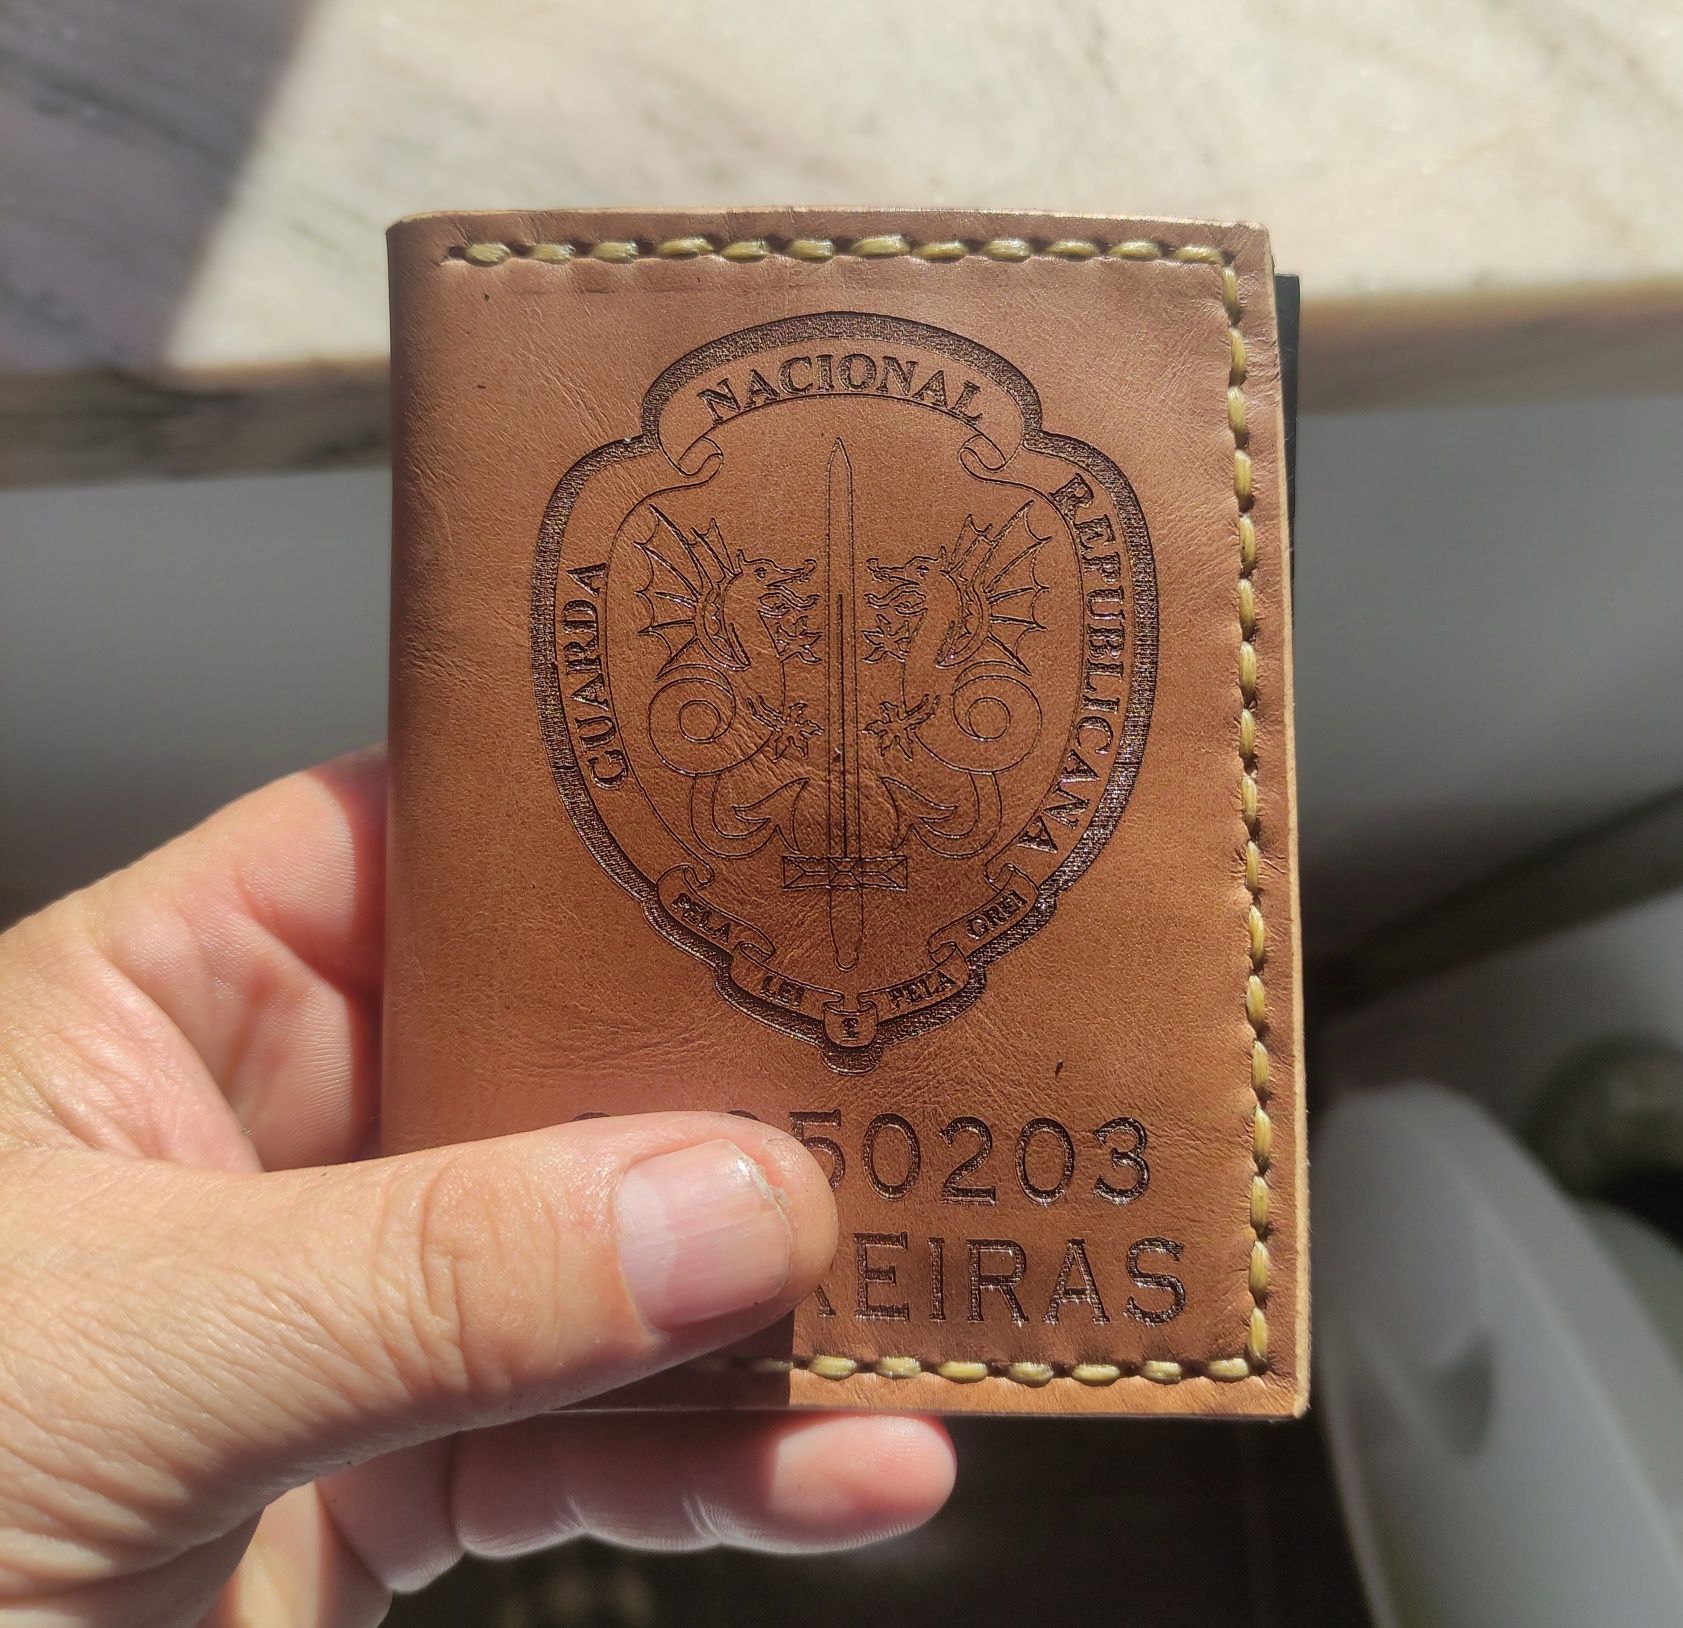 GUARDA
NACIONAL
REPUBLICANA
PELA
LEI
E
PELA
GREI
50203
EIRAS